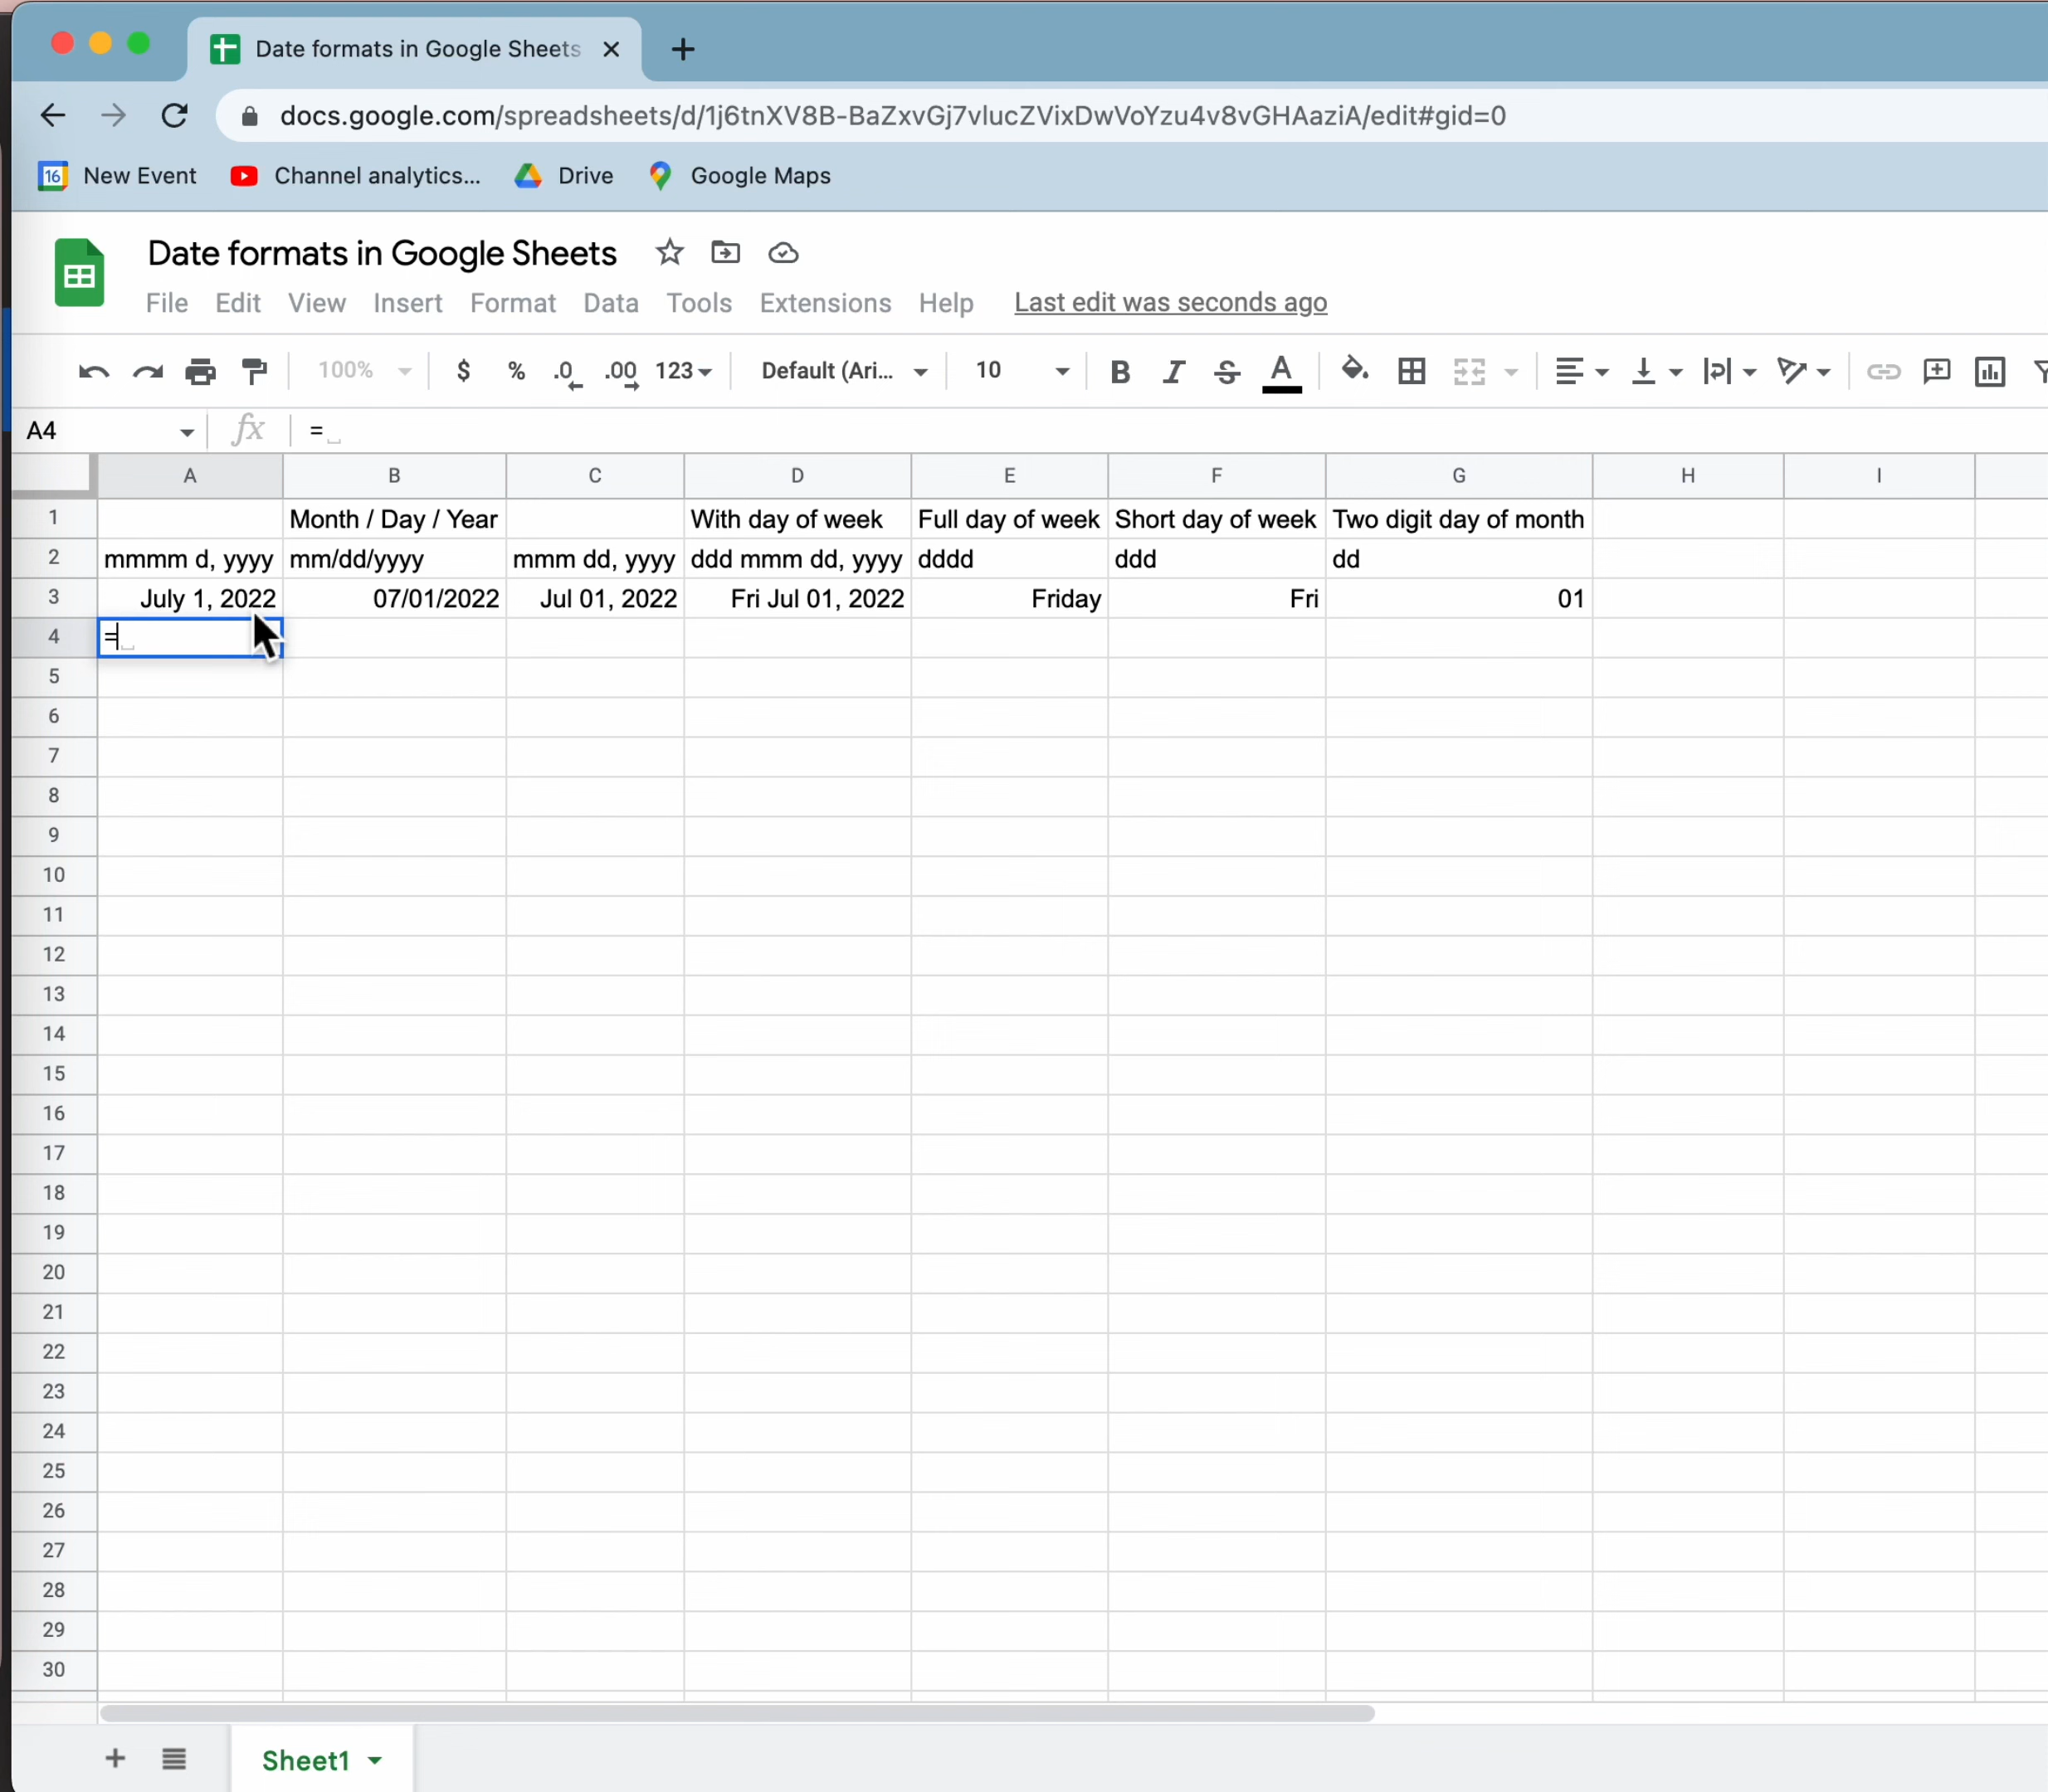 Date formats in Google Sheets
docs.google.com/spreadsheets/d/1j6tnXV8B-BaZxvGj7vlucZVixDwVoYzu4v8vGHAaziA/edit#gid=0
16 New Event Channel analytics... Drive Google Maps
Date formats in Google Sheets
File Edit View Insert Format Data Tools Extensions Help Last edit was seconds ago
100% $ % .0 .00 123 Default (Ari... 10 B I S A
A4 fx =
A B C D E F G H I
1 Month / Day / Year With day of week Full day of week Short day of week Two digit day of month
2 mmmm d, yyyy mm/dd/yyyy mmm dd, yyyy ddd mmm dd, yyyy dddd ddd dd
3 July 1, 2022 07/01/2022 Jul 01, 2022 Fri Jul 01, 2022 Friday Fri 01
4 =
5
6
7
8
9
10
11
12
13
14
15
16
17
18
19
20
21
22
23
24
25
26
27
28
29
30
Sheet1